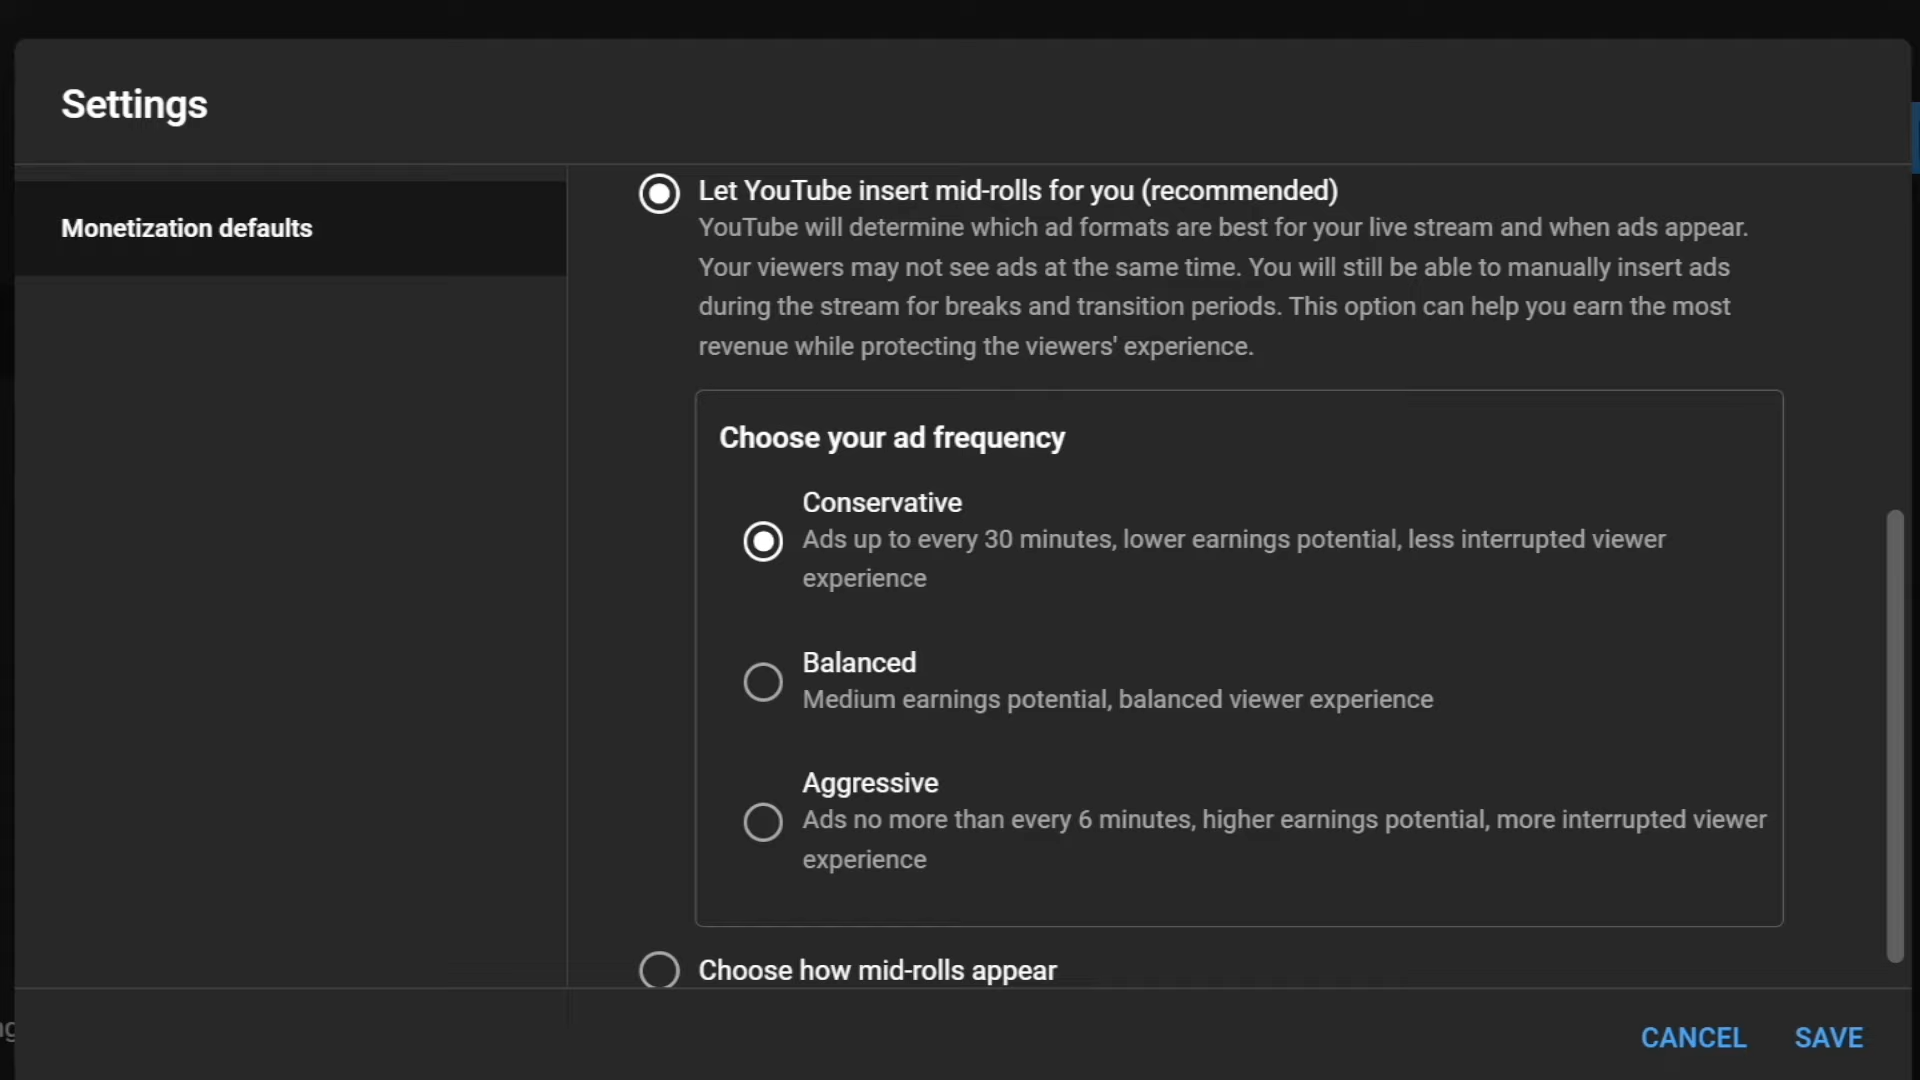 Settings
Monetization defaults
Let YouTube insert mid-rolls for you (recommended)
YouTube will determine which ad formats are best for your live stream and when ads appear.
Your viewers may not see ads at the same time. You will still be able to manually insert ads
during the stream for breaks and transition periods. This option can help you earn the most
revenue while protecting the viewers' experience.
Choose your ad frequency
Conservative
Ads up to every 30 minutes, lower earnings potential, less interrupted viewer
experience
Balanced
Medium earnings potential, balanced viewer experience
Aggressive
Ads no more than every 6 minutes, higher earnings potential, more interrupted viewer
experience
Choose how mid-rolls appear
CANCEL SAVE